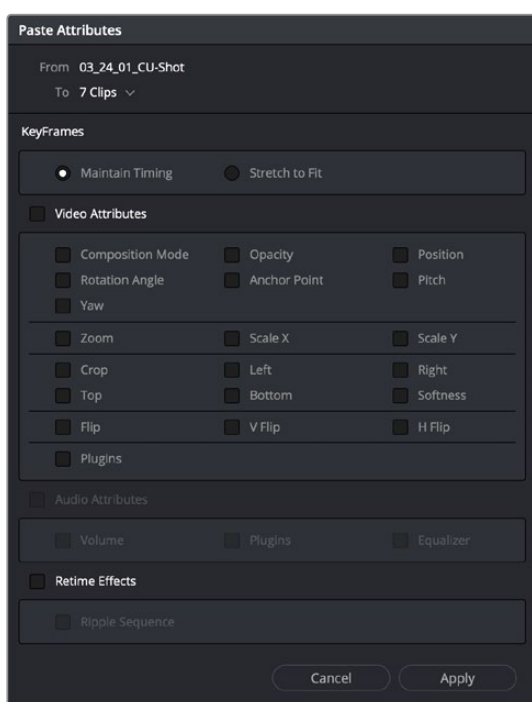 Paste Attributes
From 03_24_01_CU-Shot
To 7 Clips
KeyFrames
Maintain Timing Stretch to Fit
Video Attributes
Composition Mode Opacity Position
Rotation Angle Anchor Point Pitch
Yaw
Zoom Scale X Scale Y
Crop Left Right
Top Bottom Softness
Flip V Flip H Flip
Plugins
Audio Attributes
Volume Plugins Equalizer
Retime Effects
Ripple Sequence
Cancel Apply